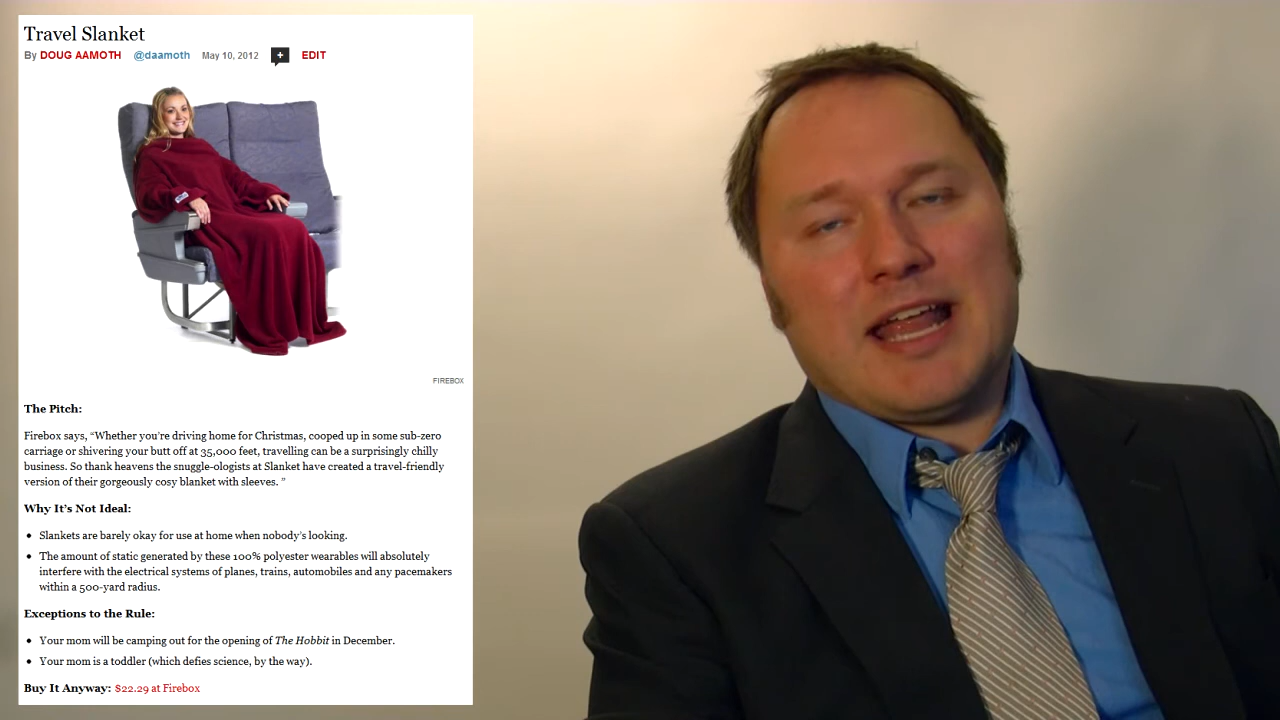 Travel Slanket
By DOUG AAMOTH @daamoth May 10, 2012 + EDIT
FIREBOX
The Pitch:
Firebox says, “Whether you’re driving home for Christmas, cooped up in some sub-zero
carriage or shivering your butt off at 35,000 feet, travelling can be a surprisingly chilly
business. So thank heavens the snuggle-ologists at Slanket have created a travel-friendly
version of their gorgeously cosy blanket with sleeves. ”
Why It’s Not Ideal:
• Slankets are barely okay for use at home when nobody’s looking.
• The amount of static generated by these 100% polyester wearables will absolutely
interfere with the electrical systems of planes, trains, automobiles and any pacemakers
within a 500-yard radius.
Exceptions to the Rule:
• Your mom will be camping out for the opening of The Hobbit in December.
• Your mom is a toddler (which defies science, by the way).
Buy It Anyway: $22.29 at Firebox